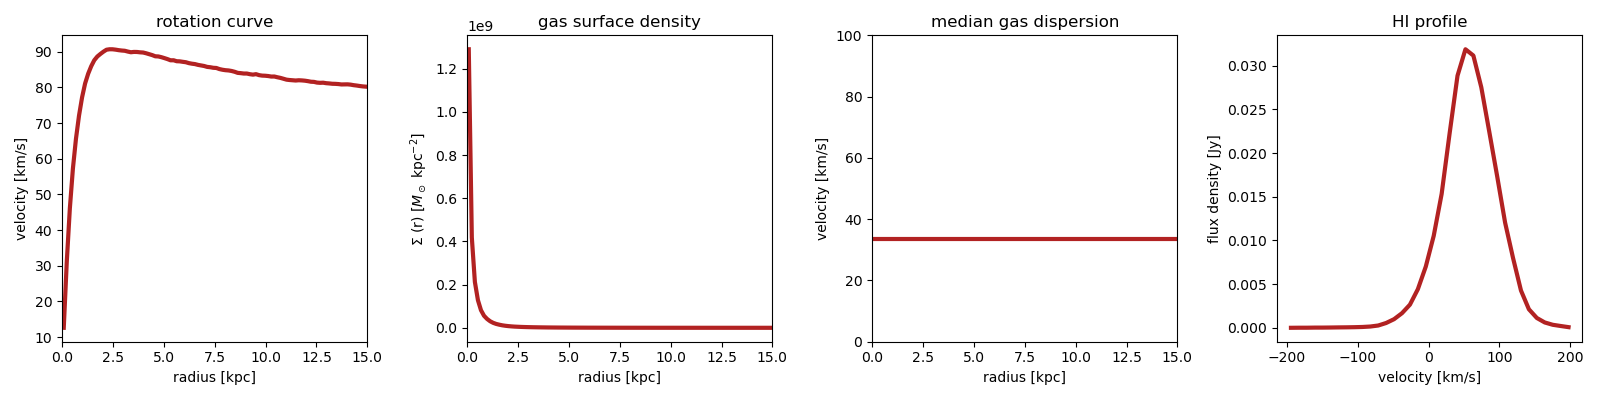 rotation curve
velocity [km/s]
90
80
70
60
50
40
30
20
10
0.0 2.5 5.0 7.5 10.0 12.5 15.0
radius [kpc]
gas surface density
1e9
Σ (r) [M⊙ kpc⁻²]
1.2
1.0
0.8
0.6
0.4
0.2
0.0
0.0 2.5 5.0 7.5 10.0 12.5 15.0
radius [kpc]
median gas dispersion
velocity [km/s]
100
80
60
40
20
0
0.0 2.5 5.0 7.5 10.0 12.5 15.0
radius [kpc]
HI profile
flux density [Jy]
0.030
0.025
0.020
0.015
0.010
0.005
0.000
−200 −100 0 100 200
velocity [km/s]